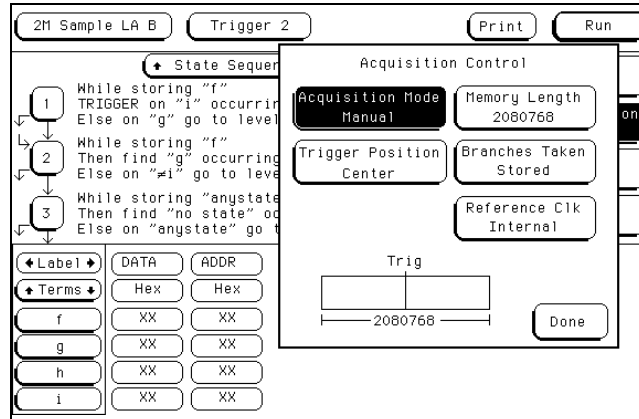 2M Sample LA B
Trigger 2
Print
Run
State Sequen
While storing "f"
1
TRIGGER on "i" occurrin
Else on "g" go to level
While storing "f"
2
Then find "g" occurring
Else on "≠i" go to leve
While storing "anystate
3
Then find "no state" oc
Else on "anystate" go t
on
Acquisition Control
Acquisition Mode
Manual
Memory Length
2080768
Trigger Position
Center
Branches Taken
Stored
Reference Clk
Internal
Trig
2080768
Done
Label
DATA
ADDR
Terms
Hex
Hex
f
XX
XX
g
XX
XX
h
XX
XX
i
XX
XX